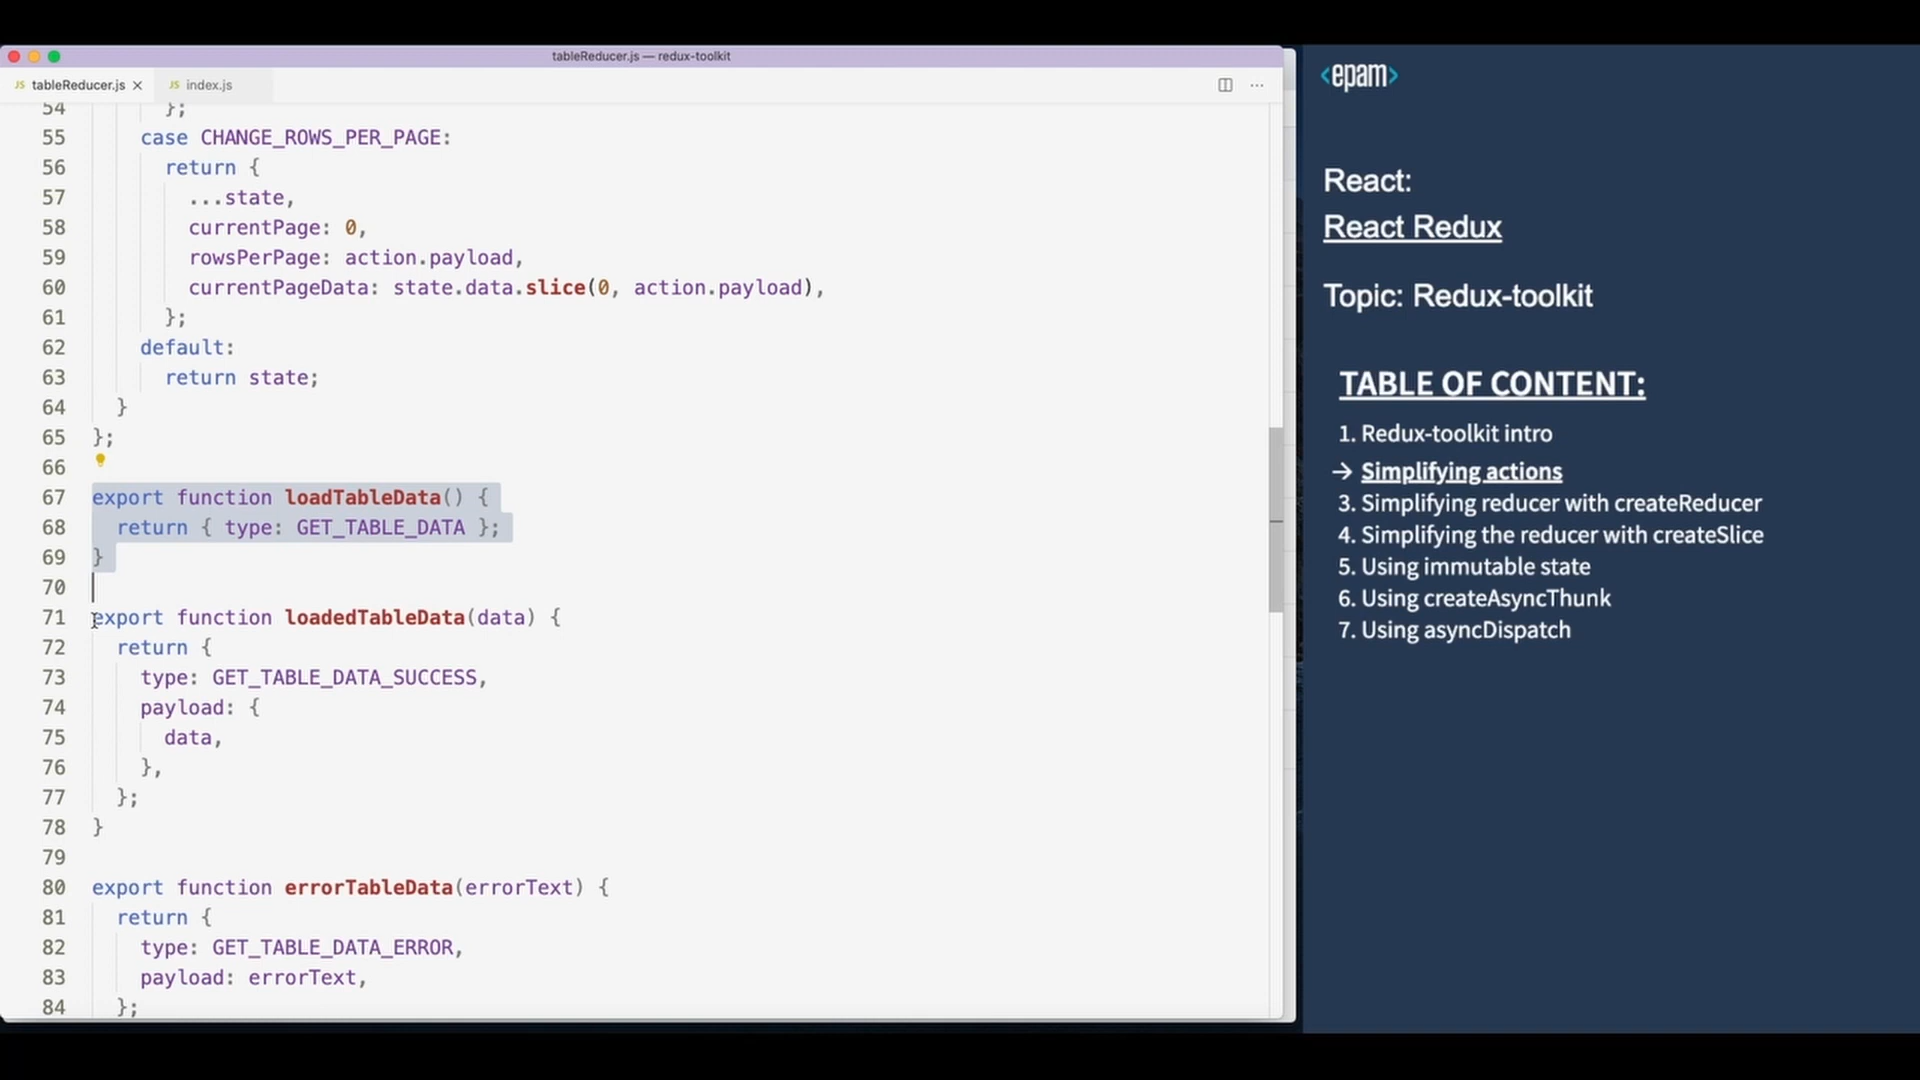 tableReducer.js — redux-toolkit
JS tableReducer.js × JS index.js ...
54 };
55 case CHANGE_ROWS_PER_PAGE:
56 return {
57 ...state,
58 currentPage: 0,
59 rowsPerPage: action.payload,
60 currentPageData: state.data.slice(0, action.payload),
61 };
62 default:
63 return state;
64 }
65 };
66
67 export function loadTableData() {
68 return { type: GET_TABLE_DATA };
69 }
70
71 export function loadedTableData(data) {
72 return {
73 type: GET_TABLE_DATA_SUCCESS,
74 payload: {
75 data,
76 },
77 };
78 }
79
80 export function errorTableData(errorText) {
81 return {
82 type: GET_TABLE_DATA_ERROR,
83 payload: errorText,
84 };
<epam>
React:
React Redux
Topic: Redux-toolkit
TABLE OF CONTENT:
1. Redux-toolkit intro
→ Simplifying actions
3. Simplifying reducer with createReducer
4. Simplifying the reducer with createSlice
5. Using immutable state
6. Using createAsyncThunk
7. Using asyncDispatch